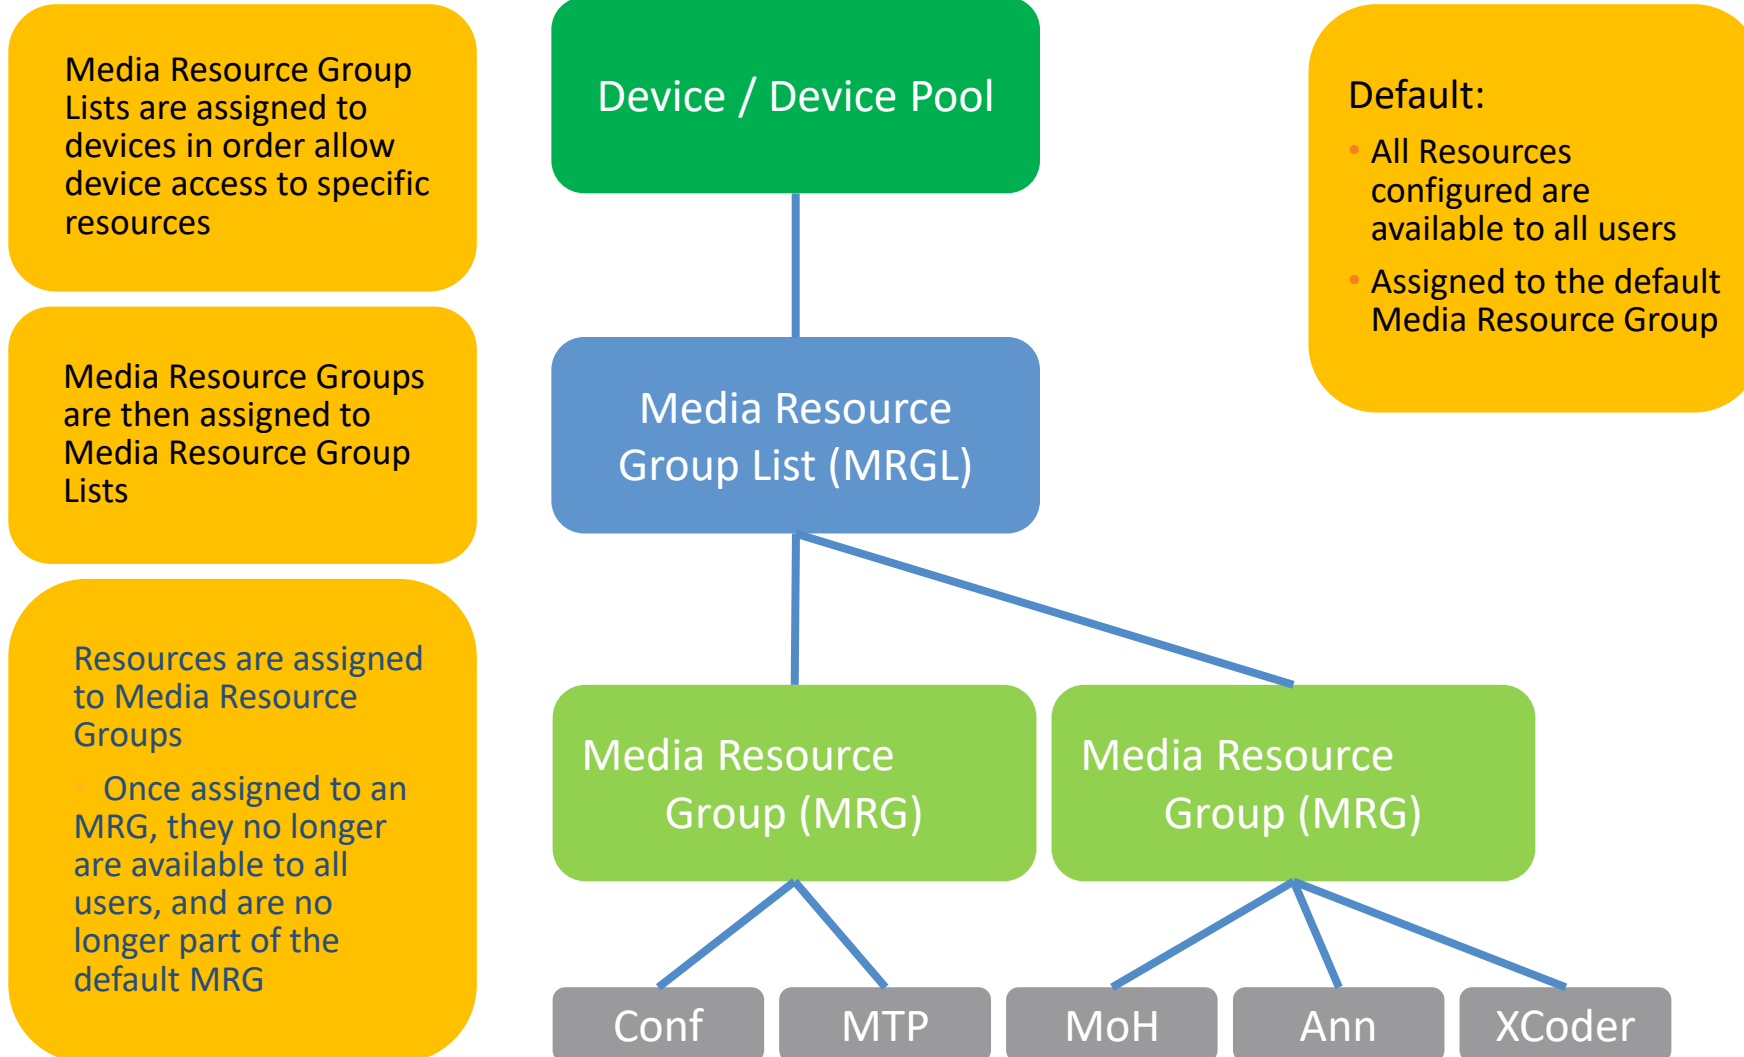 Media Resource Group
Lists are assigned to
devices in order allow
device access to specific
resources
Media Resource Groups
are then assigned to
Media Resource Group
Lists
Resources are assigned
to Media Resource
Groups
Once assigned to an
MRG, they no longer
are available to all
users, and are no
longer part of the
default MRG
Device / Device Pool
Media Resource
Group List (MRGL)
Media Resource
Group (MRG)
Media Resource
Group (MRG)
Conf
MTP
MoH
Ann
XCoder
Default:
• All Resources
configured are
available to all users
• Assigned to the default
Media Resource Group